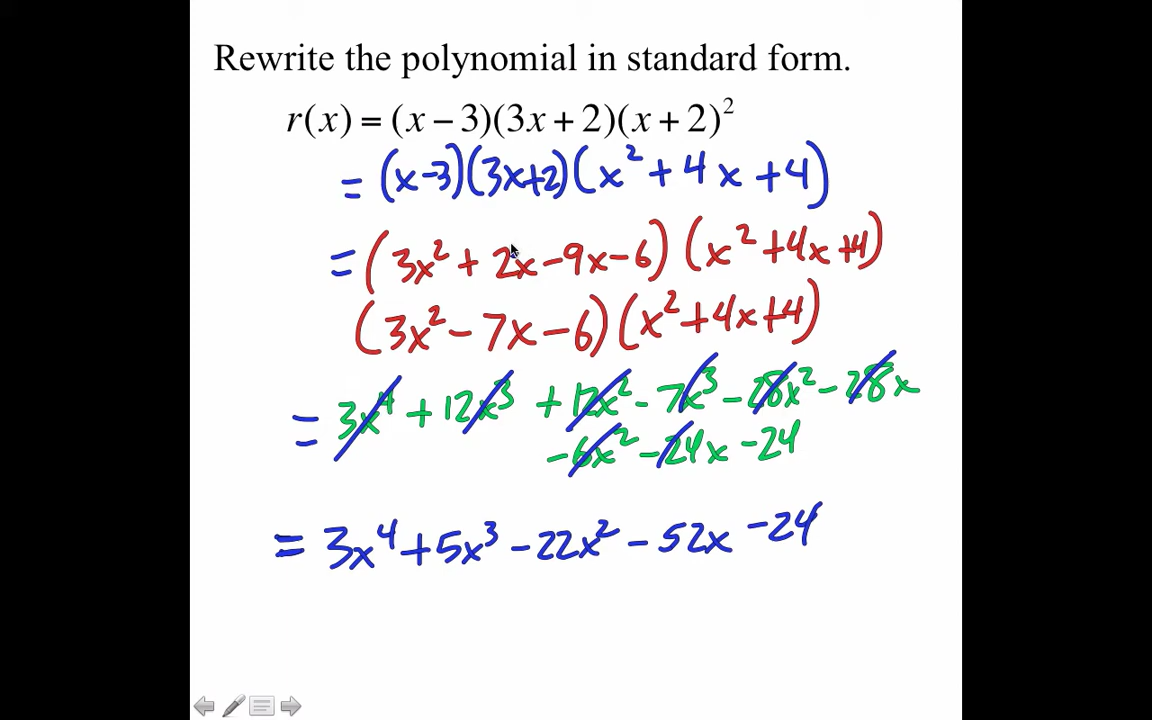 Rewrite the polynomial in standard form.
r(x) = (x − 3)(3x + 2)(x + 2)²
= (x-3)(3x+2)(x² + 4x + 4)
= (3x² + 2x - 9x - 6)(x² + 4x + 4)
(3x² - 7x - 6)(x² + 4x + 4)
= 3x⁴ + 12x³ + 12x² - 7x³ - 28x² - 28x
- 6x² - 24x - 24
= 3x⁴ + 5x³ - 22x² - 52x - 24